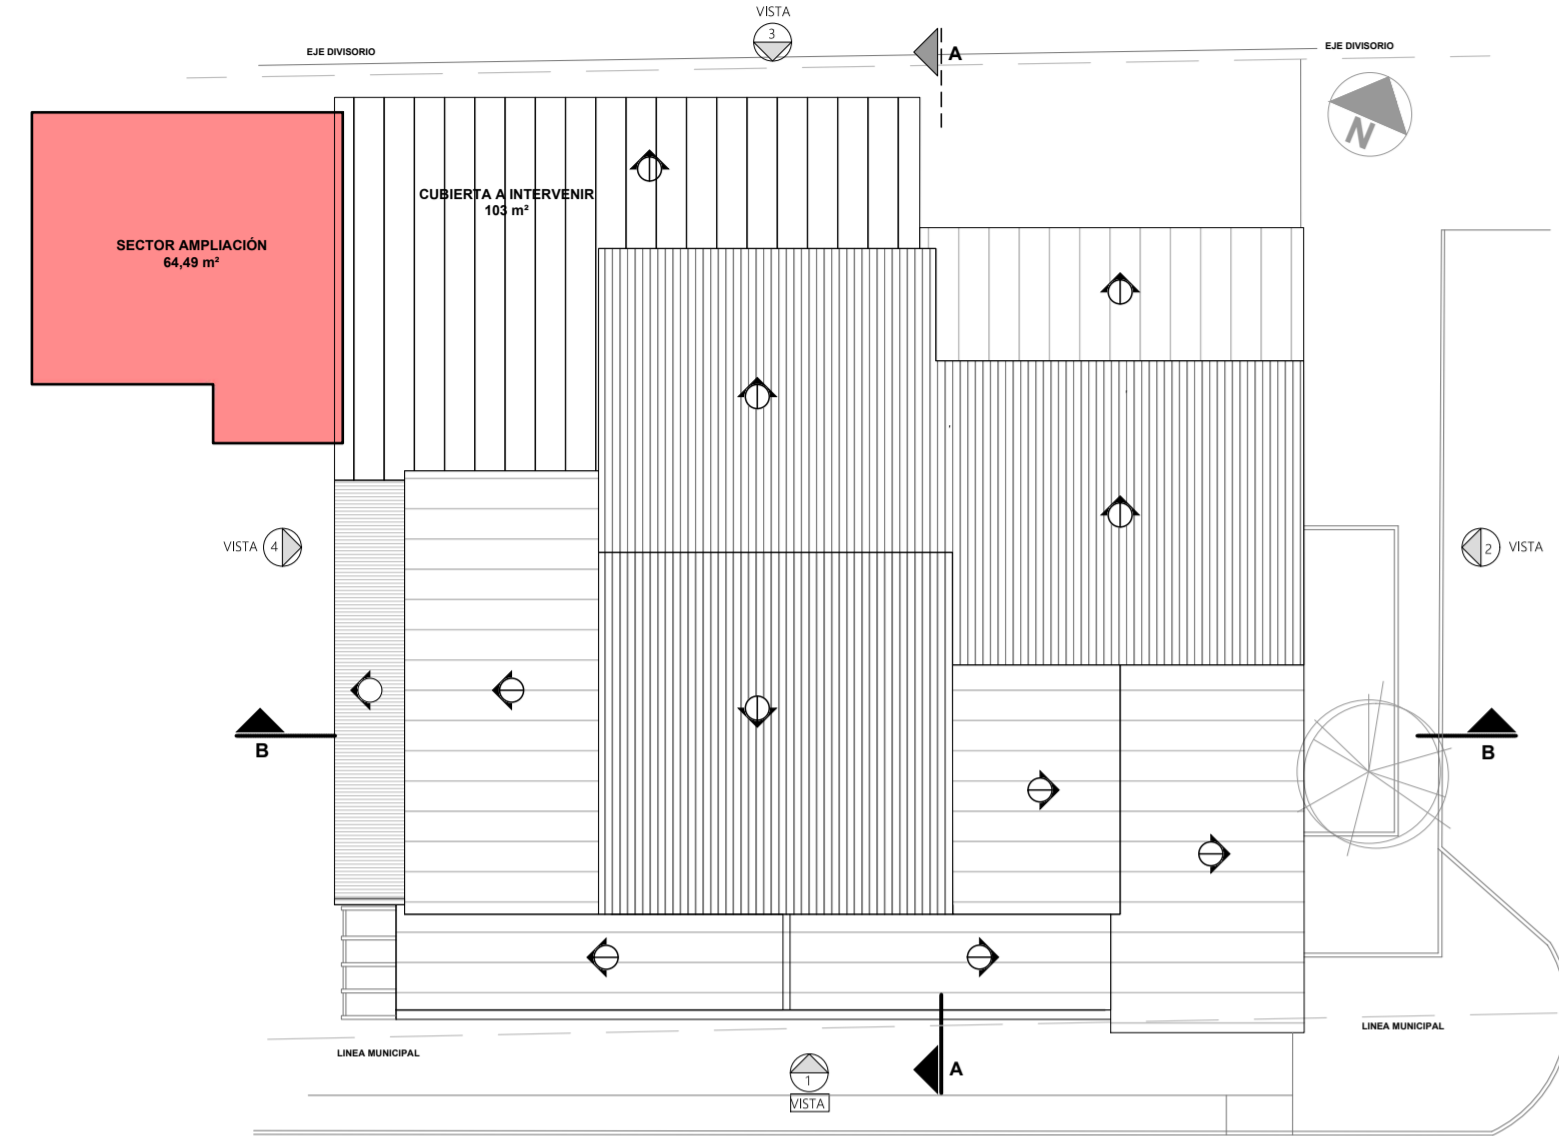 VISTA
3
A
EJE DIVISORIO
EJE DIVISORIO
N
CUBIERTA A INTERVENIR
103 m²
SECTOR AMPLIACIÓN
64,49 m²
VISTA 4
2 VISTA
B
B
LINEA MUNICIPAL
LINEA MUNICIPAL
A
1
VISTA